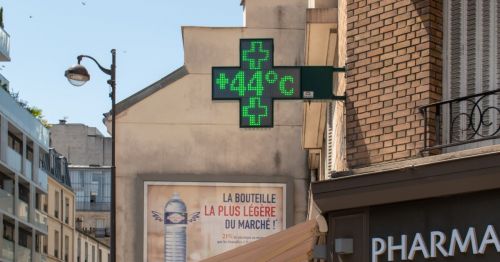 +44°C
LA BOUTEILLE
LA PLUS LÉGÈRE
DU MARCHÉ !
PHARMA